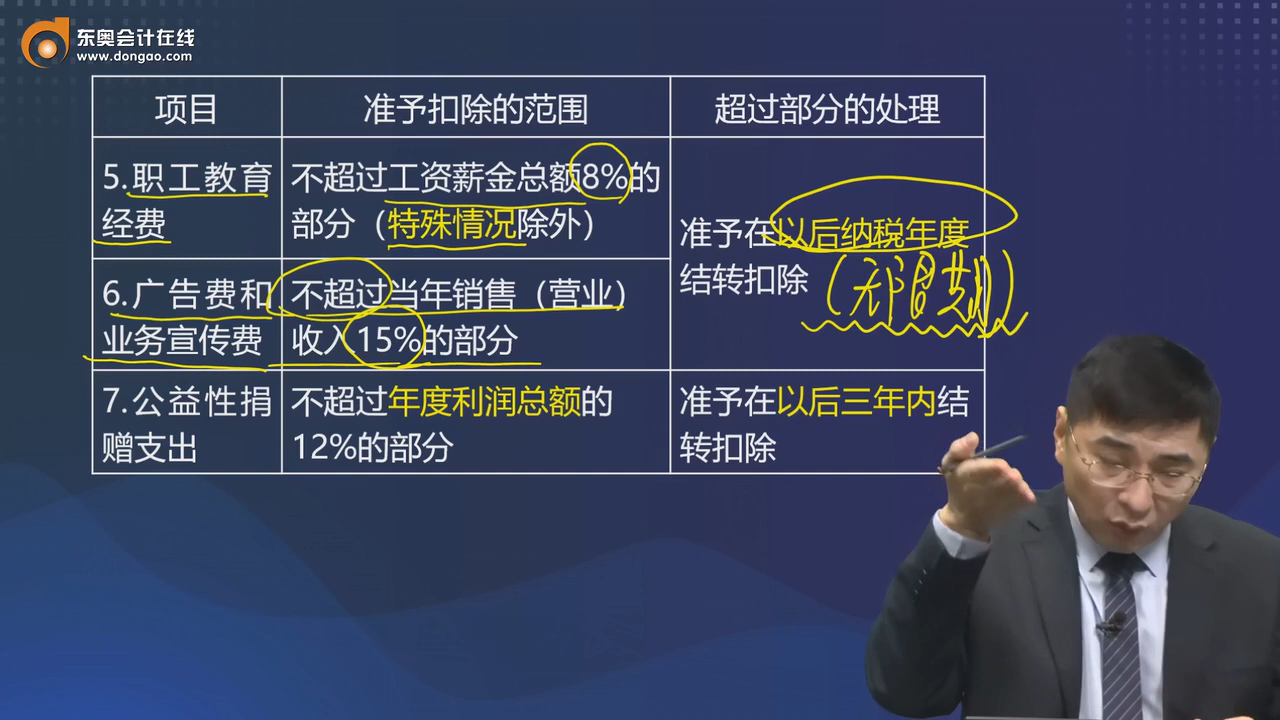 东奥会计在线
www.dongao.com
项目
准予扣除的范围
超过部分的处理
5.职工教育
经费
不超过工资薪金总额8%的
部分（特殊情况除外）
准予在以后纳税年度
结转扣除
（无限期）
6.广告费和
业务宣传费
不超过当年销售（营业）
收入15%的部分
7.公益性捐
赠支出
不超过年度利润总额的
12%的部分
准予在以后三年内结
转扣除